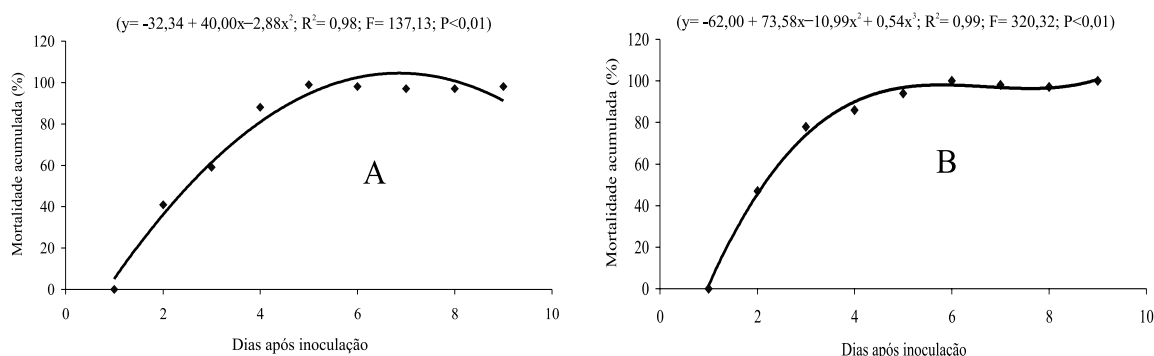 (y= -32,34 + 40,00x–2,88x²; R²= 0,98; F= 137,13; P<0,01)
Mortalidade acumulada (%)
120
100
80
60
40
20
0
0 2 4 6 8 10
A
Dias após inoculação
(y= -62,00 + 73,58x–10,99x² + 0,54x³; R²= 0,99; F= 320,32; P<0,01)
Mortalidade acumulada (%)
120
100
80
60
40
20
0
0 2 4 6 8 10
B
Dias após inoculação